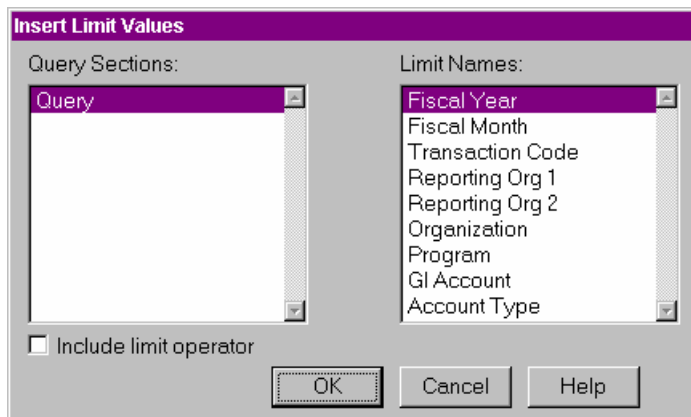 Insert Limit Values
Query Sections:
Limit Names:
Query
Fiscal Year
Fiscal Month
Transaction Code
Reporting Org 1
Reporting Org 2
Organization
Program
Gl Account
Account Type
Include limit operator
OK
Cancel
Help